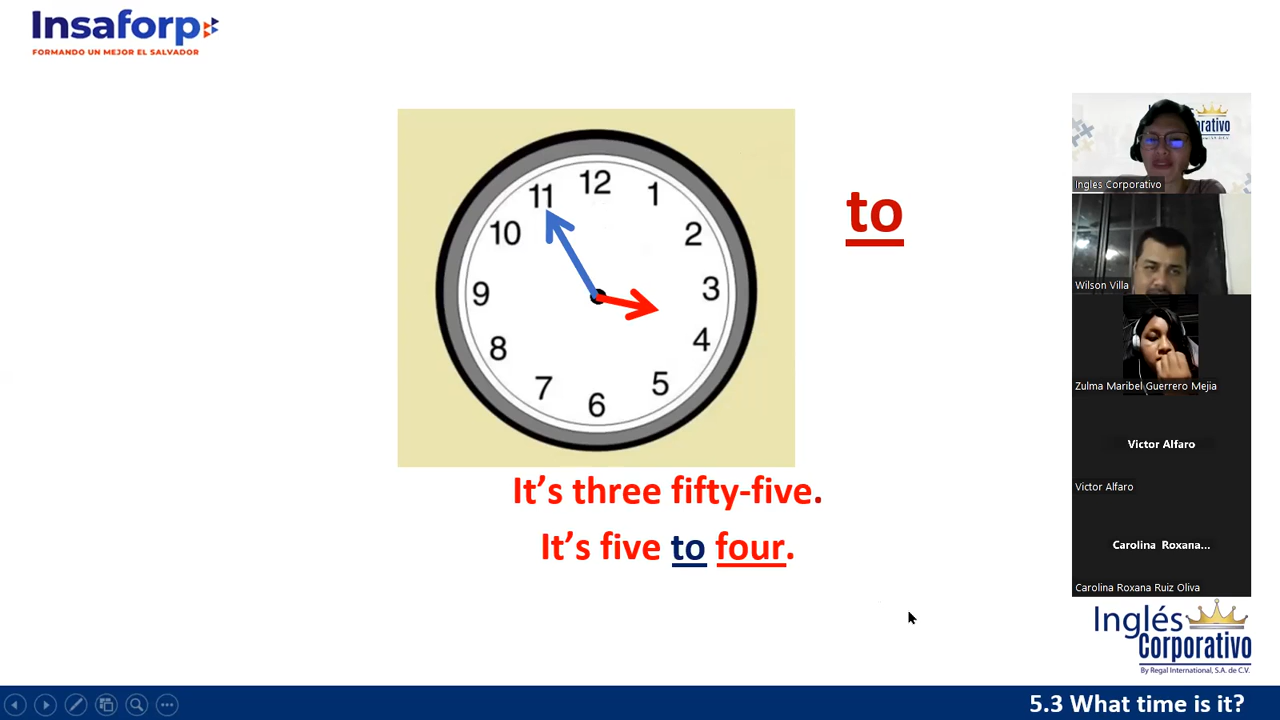 Insaforp
FORMANDO UN MEJOR EL SALVADOR
12
11
1
10
2
9
3
8
4
7
5
6
to
It's three fifty-five.
It's five to four.
Inglés Corporativo
Wilson Villa
Zulma Maribel Guerrero Mejia
Victor Alfaro
Victor Alfaro
Carolina Roxana...
Carolina Roxana Ruiz Oliva
Inglés
Corporativo
By Regal International, S.A. de C.V.
5.3 What time is it?